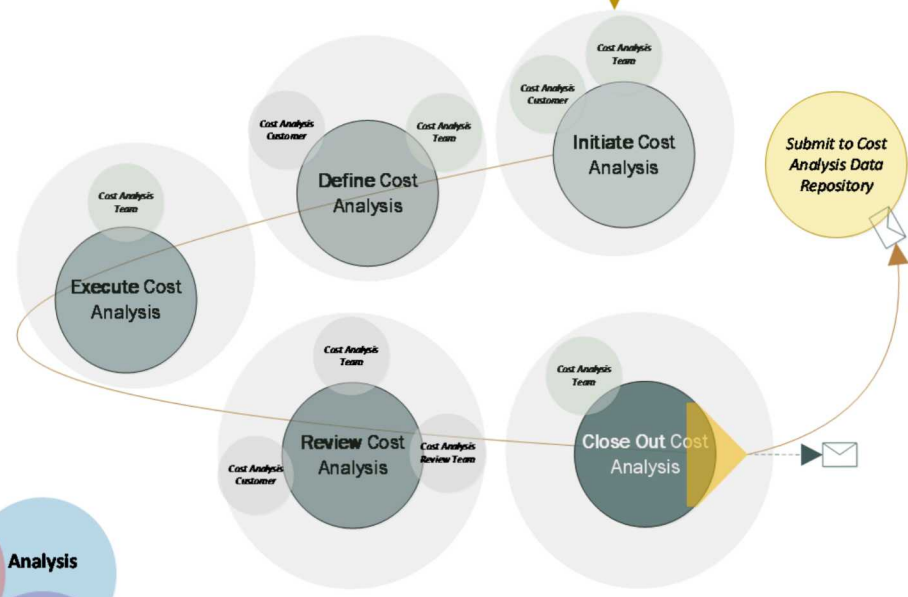 Cost Analysis
Team
Cost Analysis
Customer
Initiate Cost
Analysis
Cost Analysis
Customer
Cost Analysis
Team
Define Cost
Analysis
Cost Analysis
Team
Execute Cost
Analysis
Cost Analysis
Team
Cost Analysis
Customer
Cost Analysis
Review Team
Review Cost
Analysis
Cost Analysis
Team
Close Out Cost
Analysis
Submit to Cost
Analysis Data
Repository
Analysis